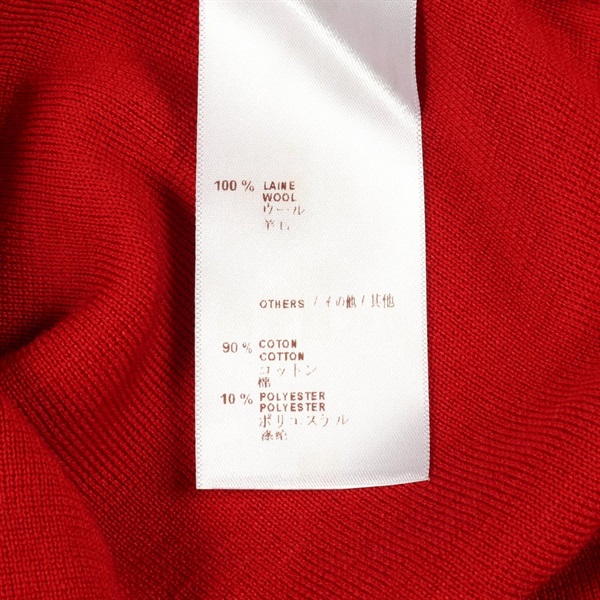 100 % LAINE
WOOL
ウール
羊毛
OTHERS / その他 / 其他
90 % COTON
COTTON
コットン
棉
10 % POLYESTER
POLYESTER
ポリエステル
涤纶